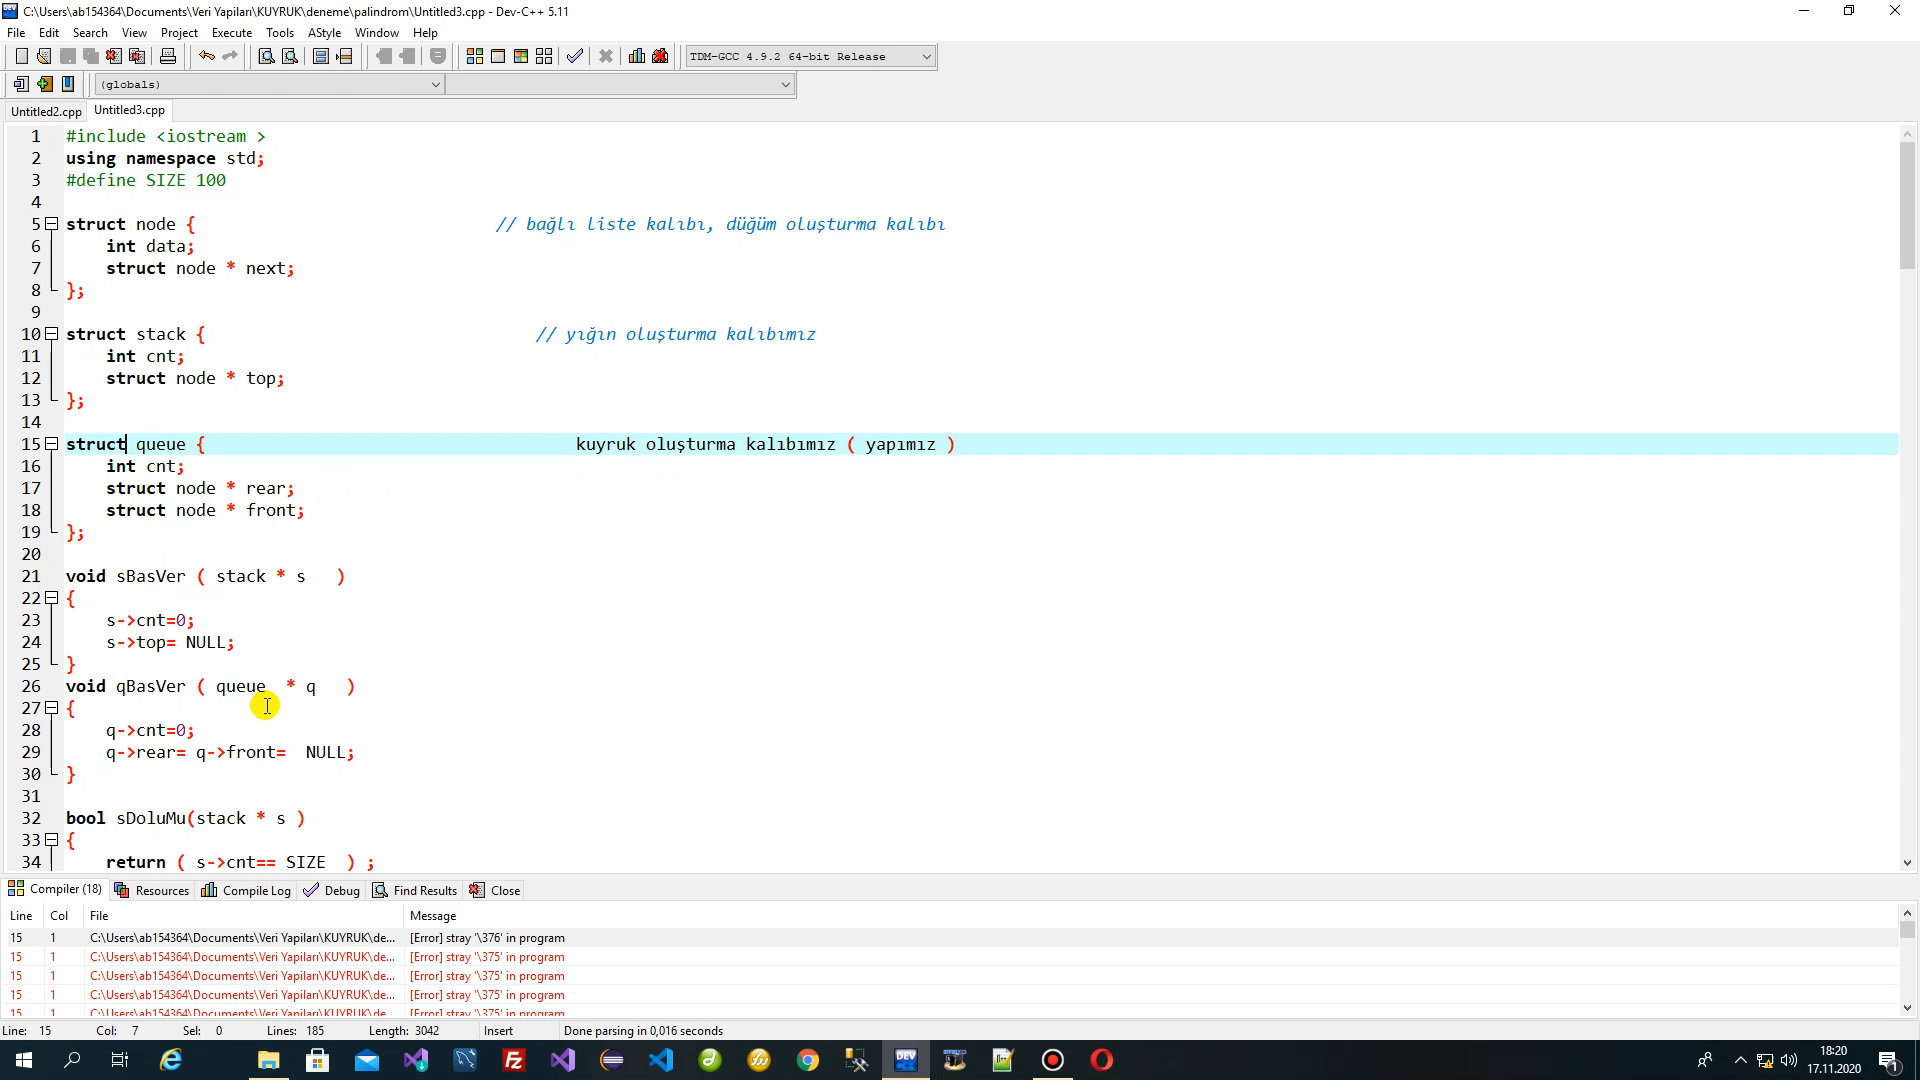 C:\Users\ab154364\Documents\Veri Yapıları\KUYRUK\deneme\palindrom\Untitled3.cpp - Dev-C++ 5.11
File Edit Search View Project Execute Tools AStyle Window Help
TDM-GCC 4.9.2 64-bit Release
(globals)
Untitled2.cpp Untitled3.cpp
1 #include <iostream >
2 using namespace std;
3 #define SIZE 100
4
5 struct node { // bağlı liste kalıbı, düğüm oluşturma kalıbı
6 int data;
7 struct node * next;
8 };
9
10 struct stack { // yığın oluşturma kalıbımız
11 int cnt;
12 struct node * top;
13 };
14
15 struct queue { kuyruk oluşturma kalıbımız ( yapımız )
16 int cnt;
17 struct node * rear;
18 struct node * front;
19 };
20
21 void sBasVer ( stack * s )
22 {
23 s->cnt=0;
24 s->top= NULL;
25 }
26 void qBasVer ( queue * q )
27 {
28 q->cnt=0;
29 q->rear= q->front= NULL;
30 }
31
32 bool sDoluMu(stack * s )
33 {
34 return ( s->cnt== SIZE ) ;
Compiler (18) Resources Compile Log Debug Find Results Close
Line Col File Message
15 1 C:\Users\ab154364\Documents\Veri Yapıları\KUYRUK\de... [Error] stray '\376' in program
15 1 C:\Users\ab154364\Documents\Veri Yapıları\KUYRUK\de... [Error] stray '\375' in program
15 1 C:\Users\ab154364\Documents\Veri Yapıları\KUYRUK\de... [Error] stray '\375' in program
15 1 C:\Users\ab154364\Documents\Veri Yapıları\KUYRUK\de... [Error] stray '\375' in program
15 1 C:\Users\ab154364\Documents\Veri Yapıları\KUYRUK\de... [Error] stray '\375' in program
Line: 15 Col: 7 Sel: 0 Lines: 185 Length: 3042 Insert Done parsing in 0,016 seconds
DEV
18:20
17.11.2020
1